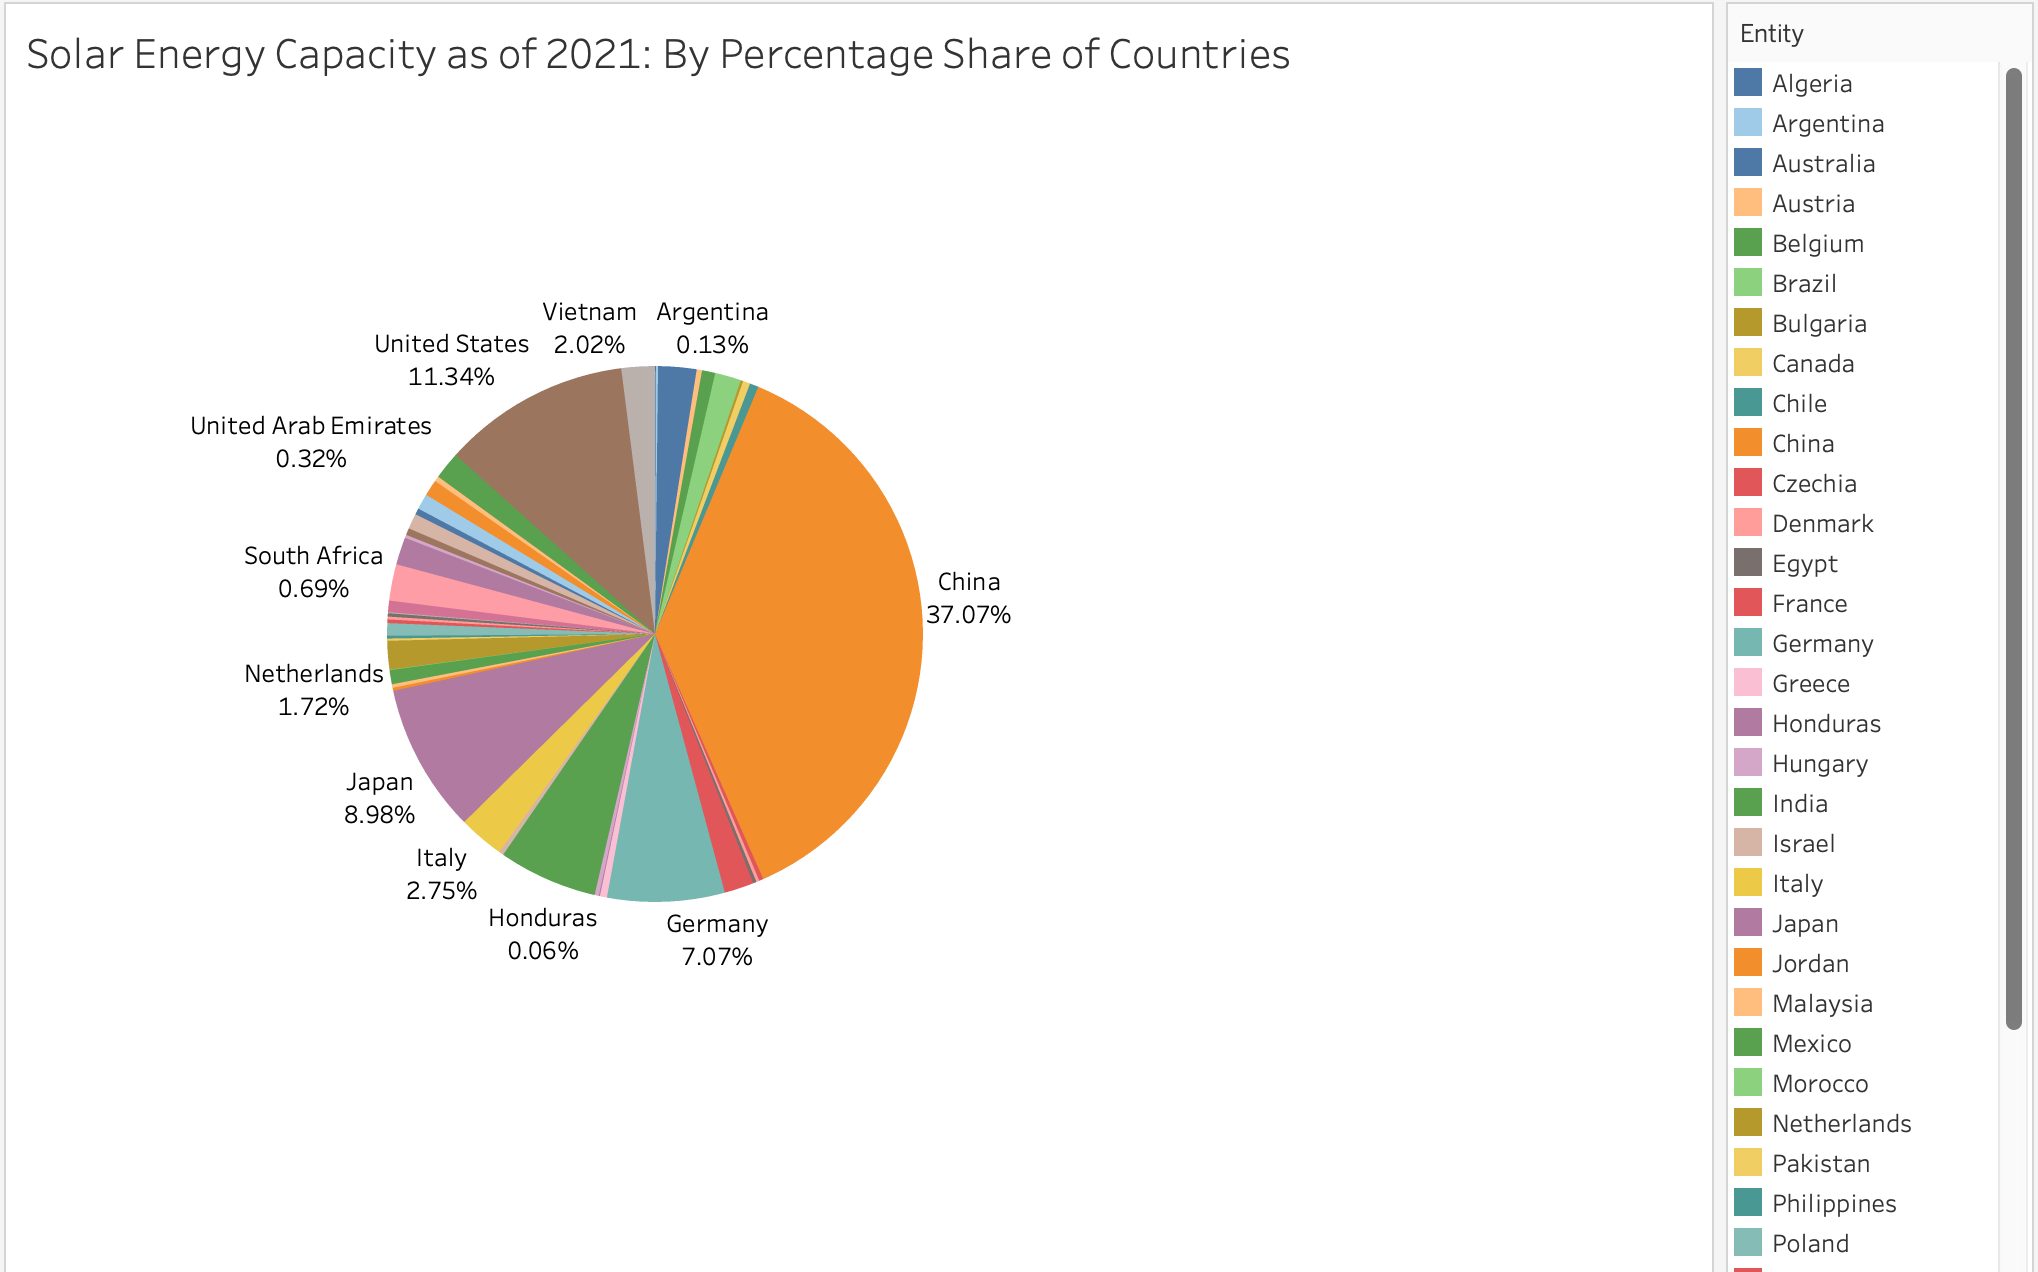 Solar Energy Capacity as of 2021: By Percentage Share of Countries
Vietnam
2.02%
Argentina
0.13%
United States
11.34%
United Arab Emirates
0.32%
South Africa
0.69%
China
37.07%
Netherlands
1.72%
Japan
8.98%
Italy
2.75%
Honduras
0.06%
Germany
7.07%
Entity
Algeria
Argentina
Australia
Austria
Belgium
Brazil
Bulgaria
Canada
Chile
China
Czechia
Denmark
Egypt
France
Germany
Greece
Honduras
Hungary
India
Israel
Italy
Japan
Jordan
Malaysia
Mexico
Morocco
Netherlands
Pakistan
Philippines
Poland